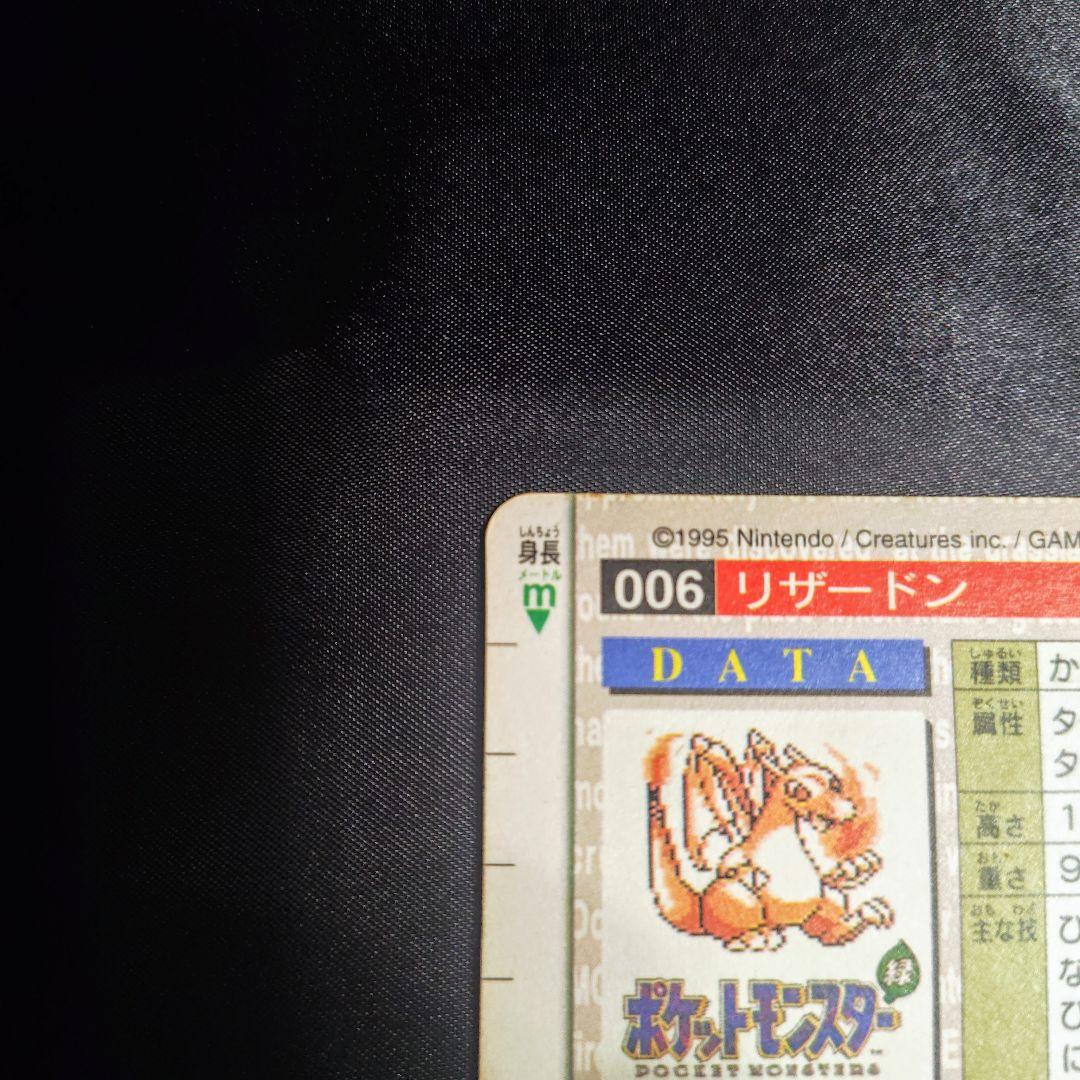 しんちょう
身長
メートル
m
©1995 Nintendo / Creatures inc. / GAM
006 リザードン
DATA
しゅるい
種類 か
ぞくせい
属性 タ
タ
たか
高さ 1
おも
重さ 9
おも わざ
主な技 ひ
な
ひ
に
緑
ポケットモンスター
POCKET MONSTERS